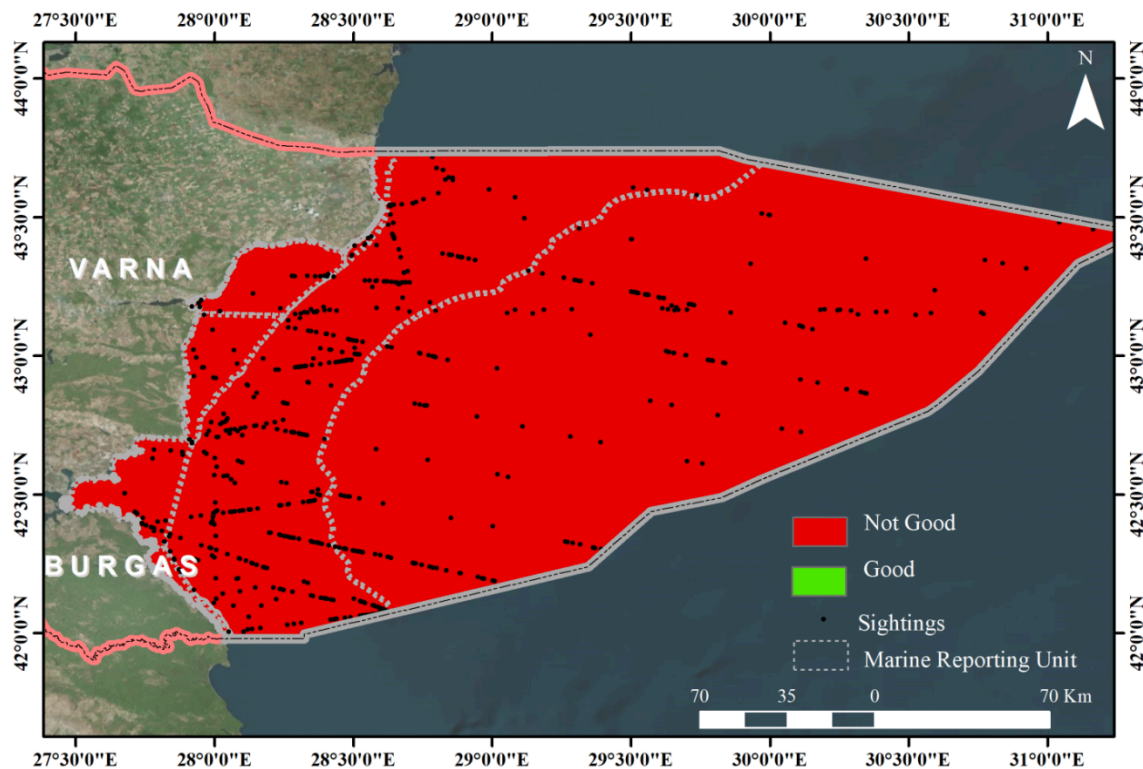 27°30'0"E 28°0'0"E 28°30'0"E 29°0'0"E 29°30'0"E 30°0'0"E 30°30'0"E 31°0'0"E
N
44°0'0"N 44°0'0"N
43°30'0"N 43°30'0"N
VARNA
43°0'0"N 43°0'0"N
42°30'0"N 42°30'0"N
Not Good
BURGAS
Good
Sightings
42°0'0"N 42°0'0"N
Marine Reporting Unit
70 35 0 70 Km
27°30'0"E 28°0'0"E 28°30'0"E 29°0'0"E 29°30'0"E 30°0'0"E 30°30'0"E 31°0'0"E